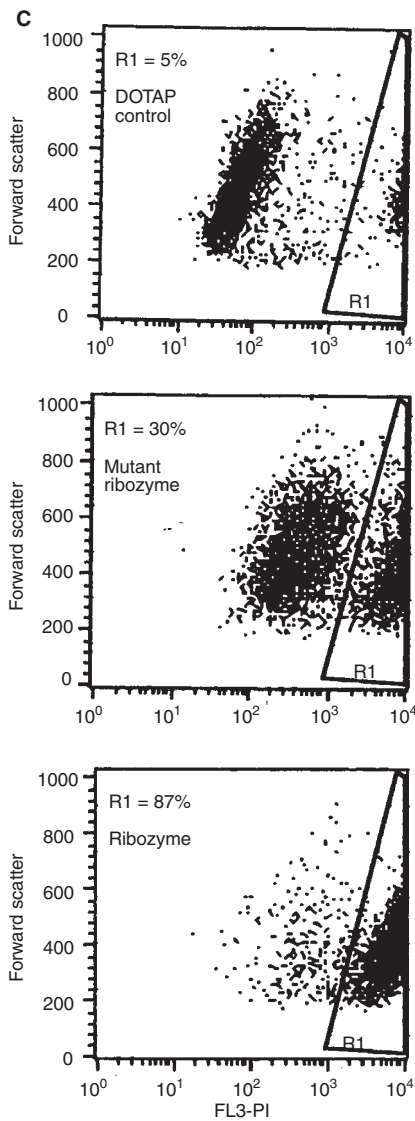 C
1000
R1 = 5%
800
DOTAP
control
600
Forward scatter
400
200
R1
0
10^0 10^1 10^2 10^3 10^4
1000
R1 = 30%
800
Mutant
ribozyme
600
Forward scatter
400
200
R1
0
10^0 10^1 10^2 10^3 10^4
1000
R1 = 87%
800
Ribozyme
600
Forward scatter
400
200
R1
0
10^0 10^1 10^2 10^3 10^4
FL3-PI